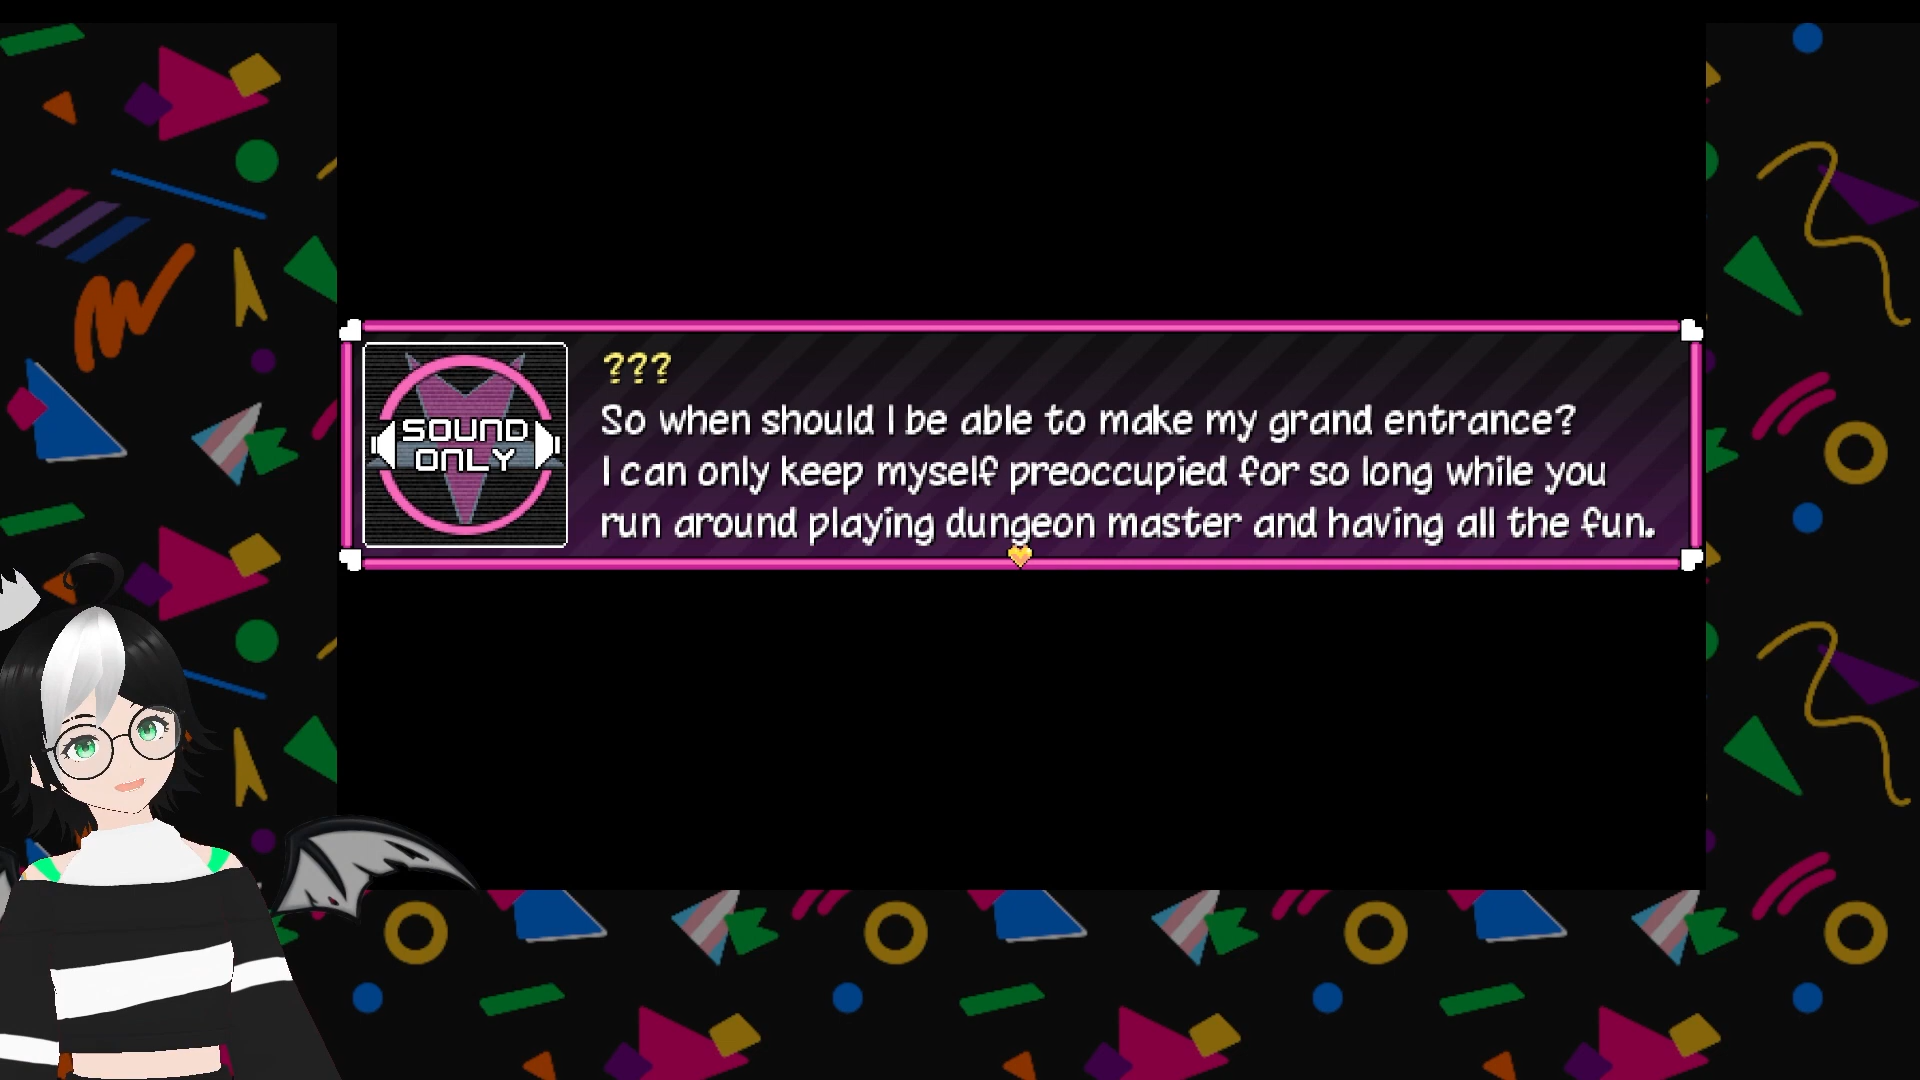 SOUND
ONLY
???
So when should I be able to make my grand entrance?
I can only keep myself preoccupied for so long while you
run around playing dungeon master and having all the fun.